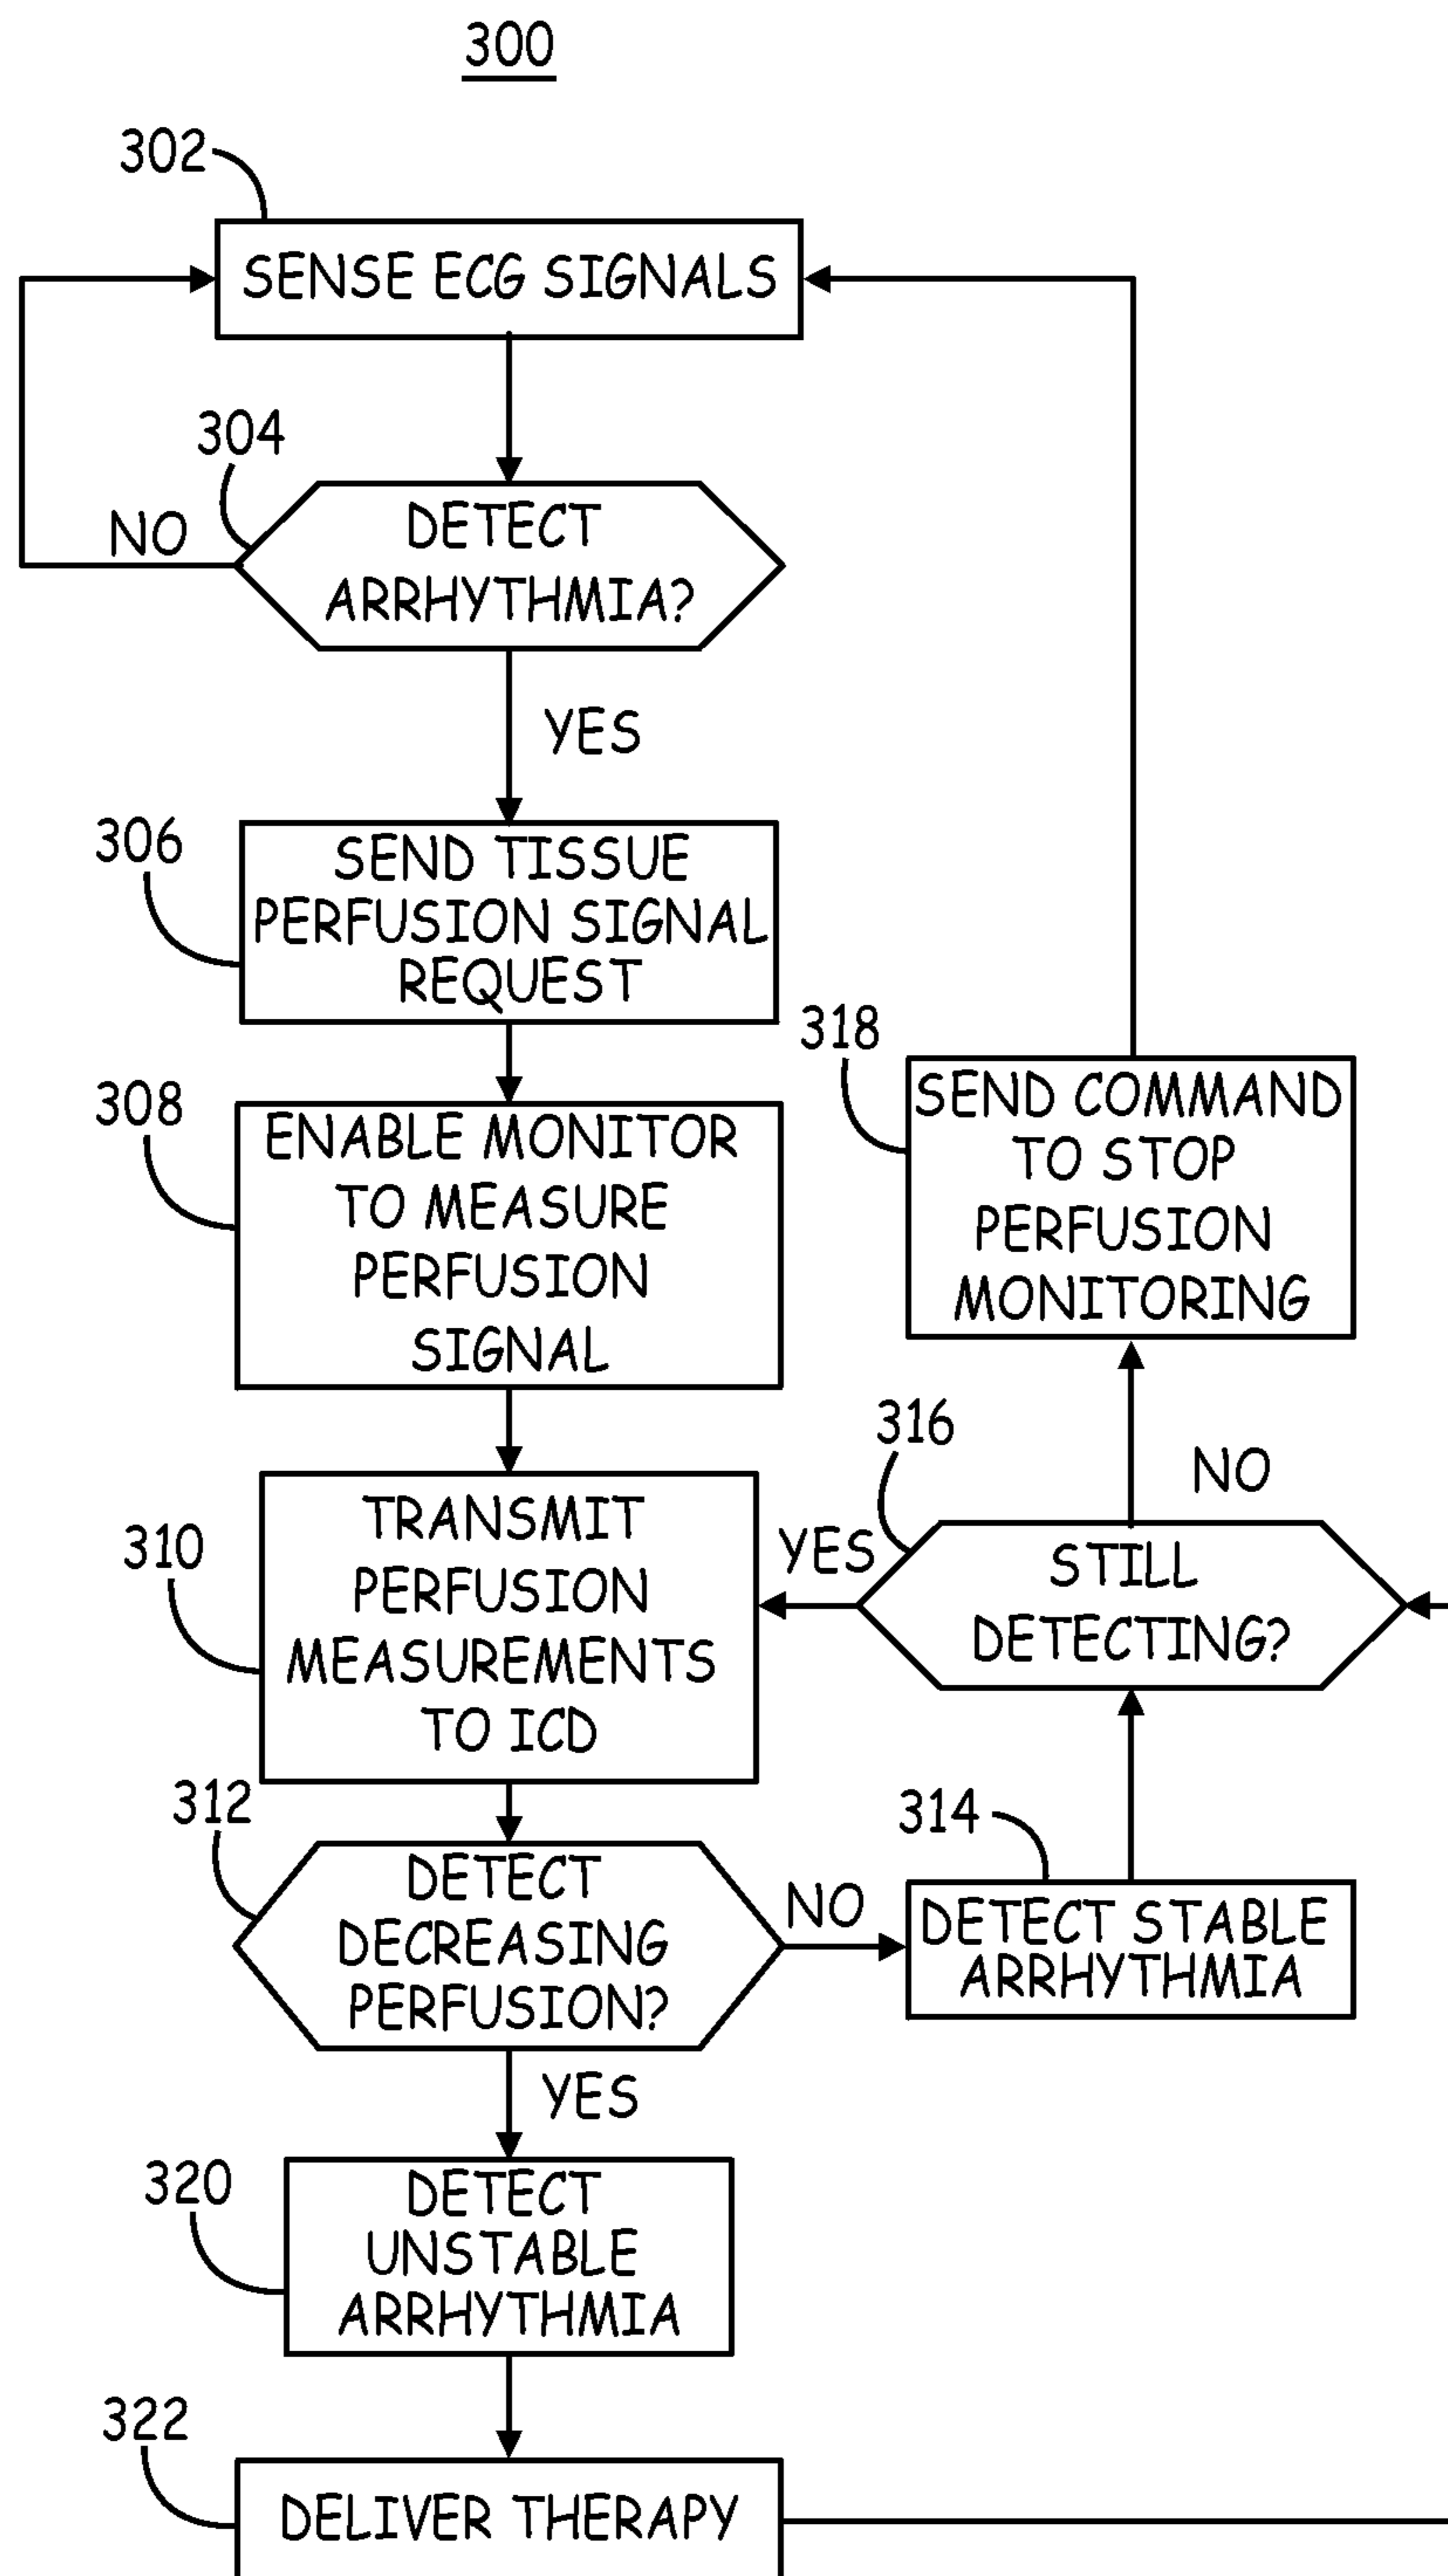 300
302
SENSE ECG SIGNALS
304
NO
DETECT
ARRHYTHMIA?
YES
306
SEND TISSUE
PERFUSION SIGNAL
REQUEST
308
ENABLE MONITOR
TO MEASURE
PERFUSION
SIGNAL
310
TRANSMIT
PERFUSION
MEASUREMENTS
TO ICD
312
DETECT
DECREASING
PERFUSION?
NO
314
DETECT STABLE
ARRHYTHMIA
316
STILL
DETECTING?
YES
NO
318
SEND COMMAND
TO STOP
PERFUSION
MONITORING
YES
320
DETECT
UNSTABLE
ARRHYTHMIA
322
DELIVER THERAPY